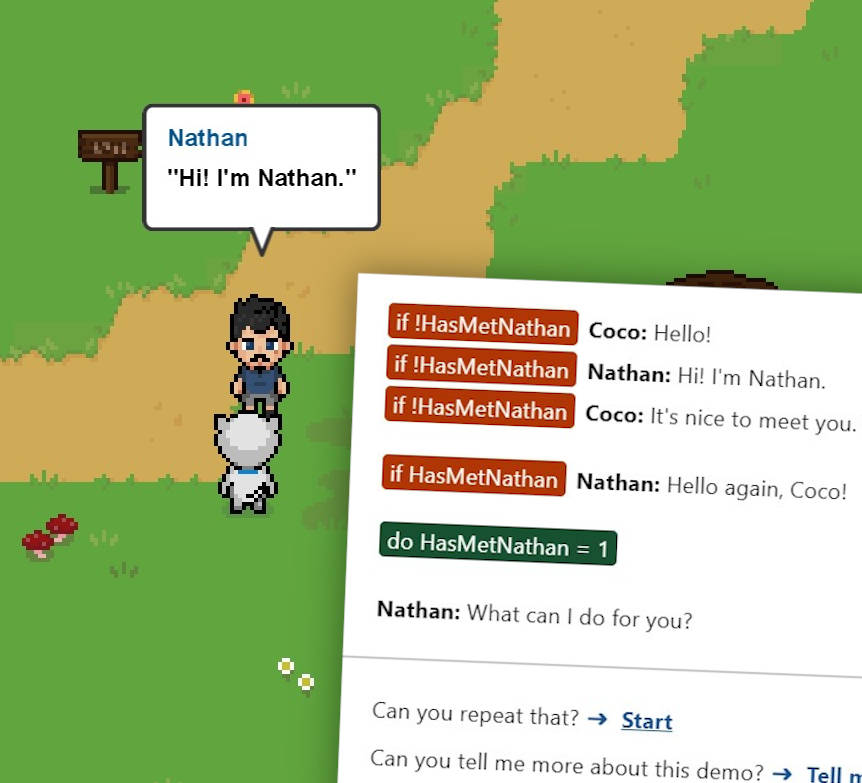 Nathan
"Hi! I'm Nathan."
if !HasMetNathan Coco: Hello!
if !HasMetNathan Nathan: Hi! I'm Nathan.
if !HasMetNathan Coco: It's nice to meet you.
if HasMetNathan Nathan: Hello again, Coco!
do HasMetNathan = 1
Nathan: What can I do for you?
Can you repeat that? → Start
Can you tell me more about this demo? → Tell